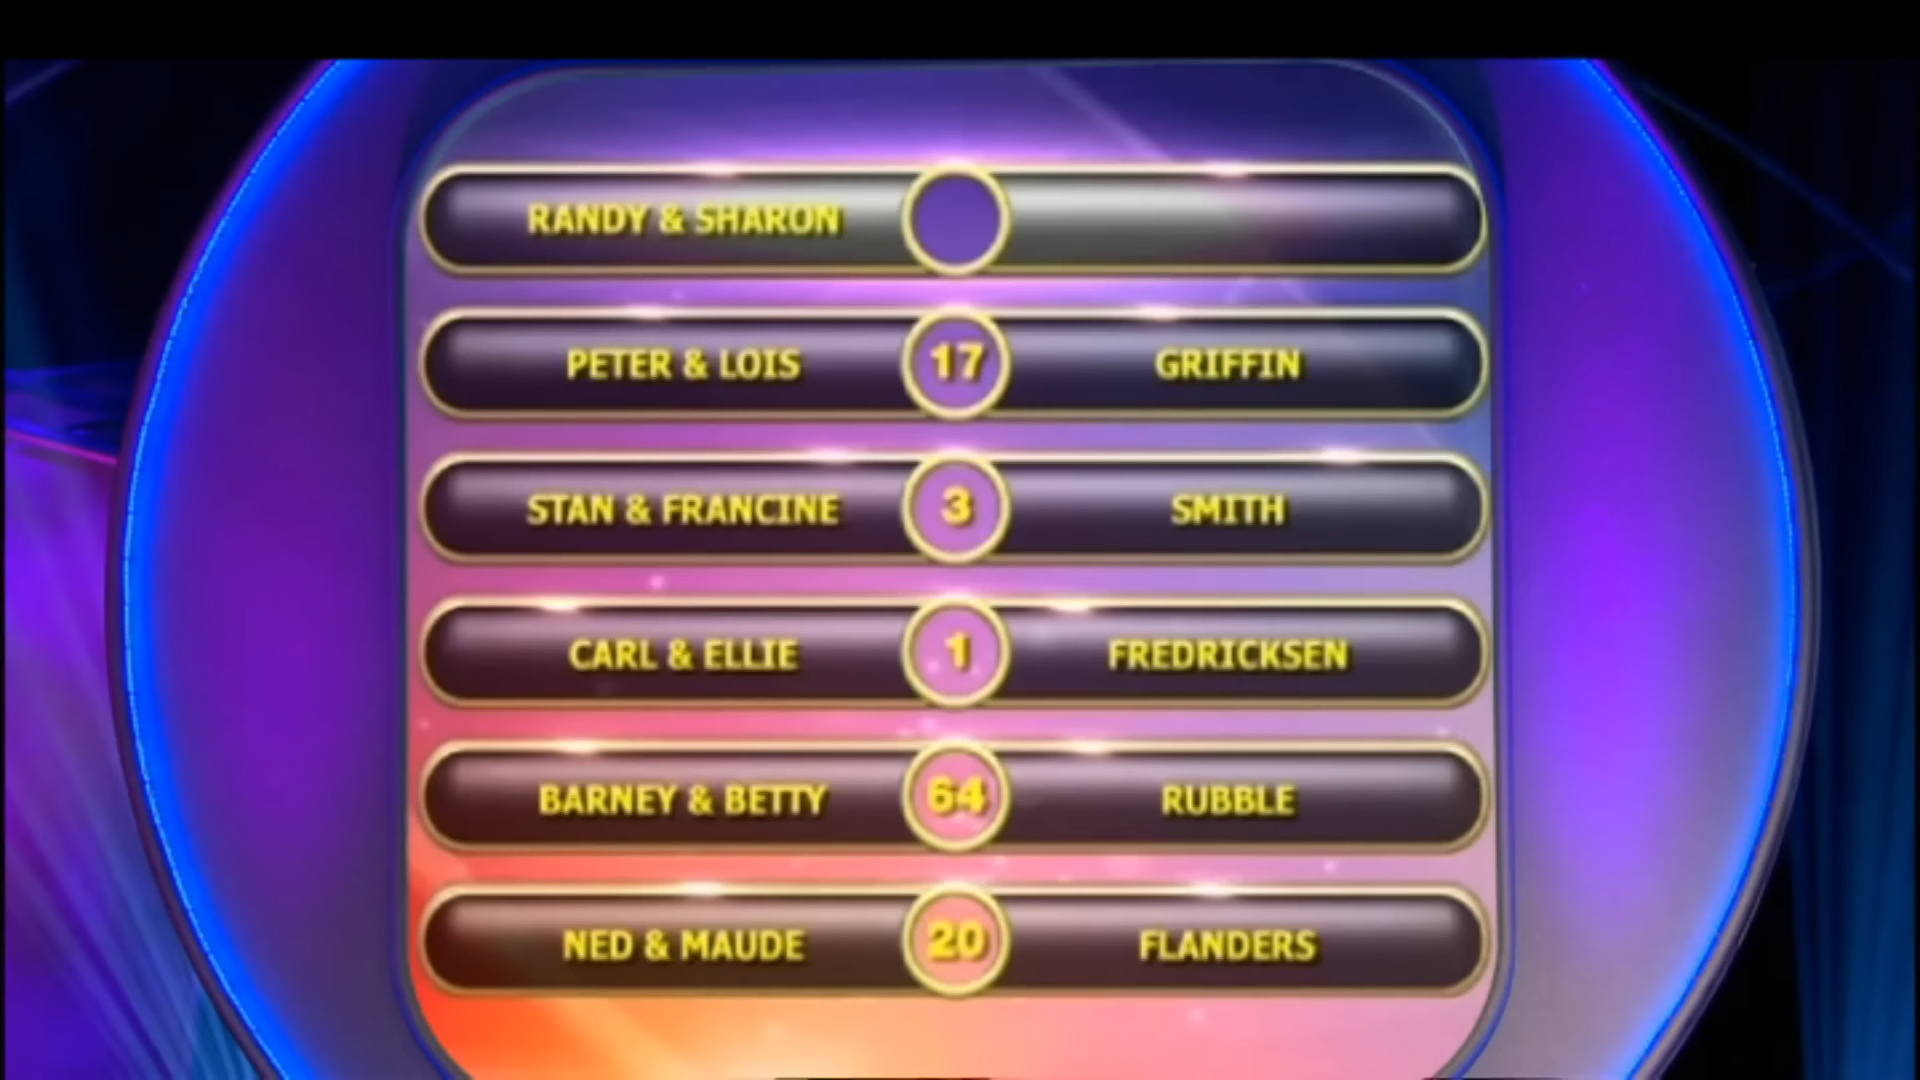 RANDY & SHARON
PETER & LOIS 17 GRIFFIN
STAN & FRANCINE 3 SMITH
CARL & ELLIE 1 FREDRICKSEN
BARNEY & BETTY 64 RUBBLE
NED & MAUDE 20 FLANDERS